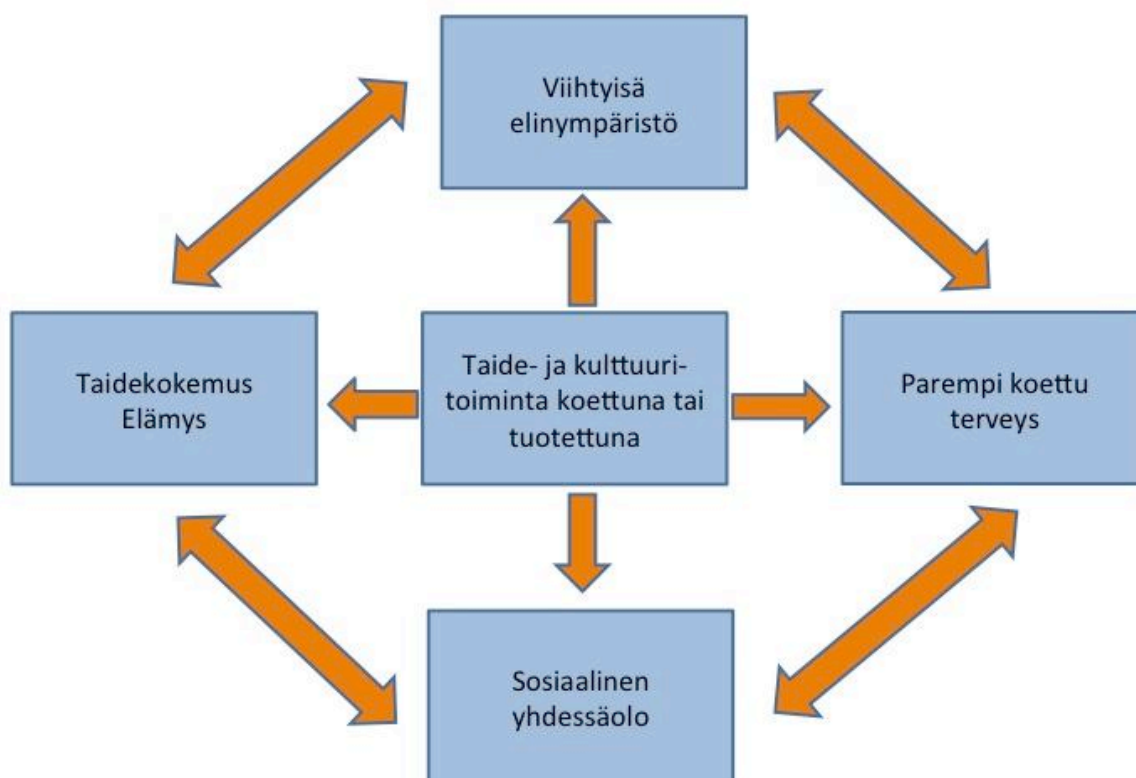 Viihtyisä
elinympäristö
Taidekokemus
Elämys
Taide- ja kulttuuri-
toiminta koettuna tai
tuotettuna
Parempi koettu
terveys
Sosiaalinen
yhdessäolo